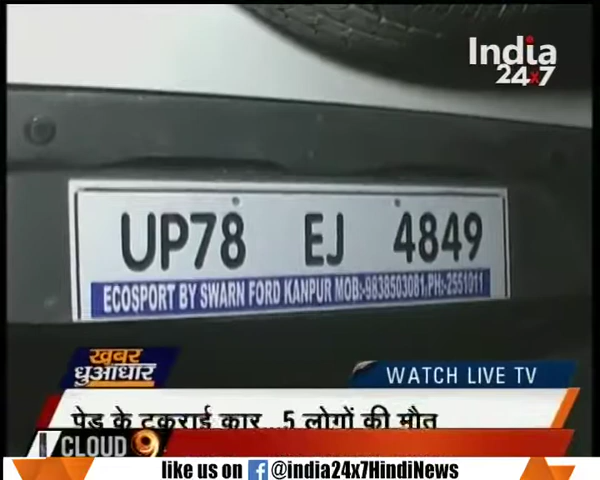 India
24x7
UP78 EJ 4849
ECOSPORT BY SWARN FORD KANPUR MOB:-9838503081,PH:-2551011
खबर
धुआंधार
WATCH LIVE TV
पेड़ के टकराई कार...5 लोगों की मौत
CLOUD 9
like us on f @india24x7HindiNews